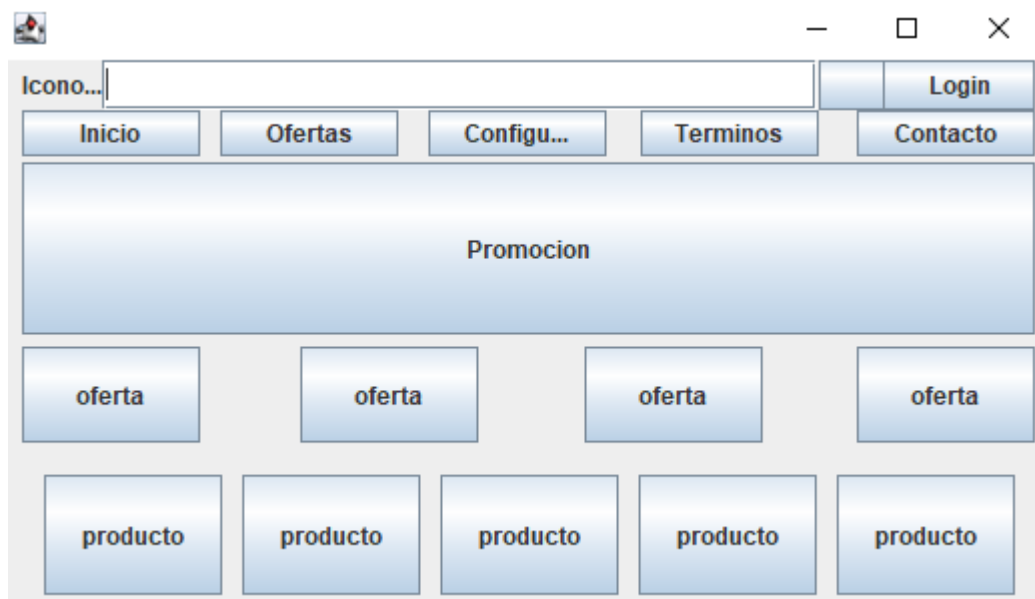 Icono... Login
Inicio Ofertas Configu... Terminos Contacto
Promocion
oferta oferta oferta oferta
producto producto producto producto producto